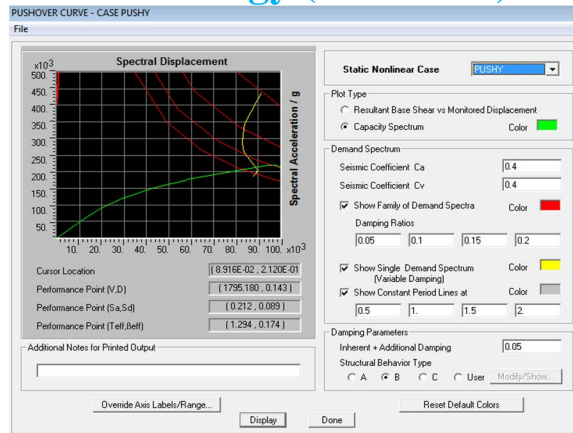 PUSHOVER CURVE - CASE PUSHY
File
Spectral Displacement
x10³
500.
450.
400.
350.
300.
250.
200.
150.
100.
50.
10. 20. 30. 40. 50. 60. 70. 80. 90. 100. x10³
Spectral Acceleration / g
Cursor Location (8.916E-02 , 2.120E-01
Performance Point (V,D) (1795.180 , 0.143 )
Performance Point (Sa,Sd) ( 0.212 , 0.089 )
Performance Point (Teff,βeff) ( 1.294 , 0.174 )
Additional Notes for Printed Output
Override Axis Labels/Range...
Display
Done
Static Nonlinear Case PUSHY
Plot Type
Resultant Base Shear vs Monitored Displacement
Capacity Spectrum Color
Demand Spectrum
Seismic Coefficient Ca 0.4
Seismic Coefficient Cv 0.4
Show Family of Demand Spectra Color
Damping Ratios
0.05 0.1 0.15 0.2
Show Single Demand Spectrum Color
(Variable Damping)
Show Constant Period Lines at Color
0.5 1. 1.5 2.
Damping Parameters
Inherent + Additional Damping 0.05
Structural Behavior Type
A B C User Modify/Show...
Reset Default Colors